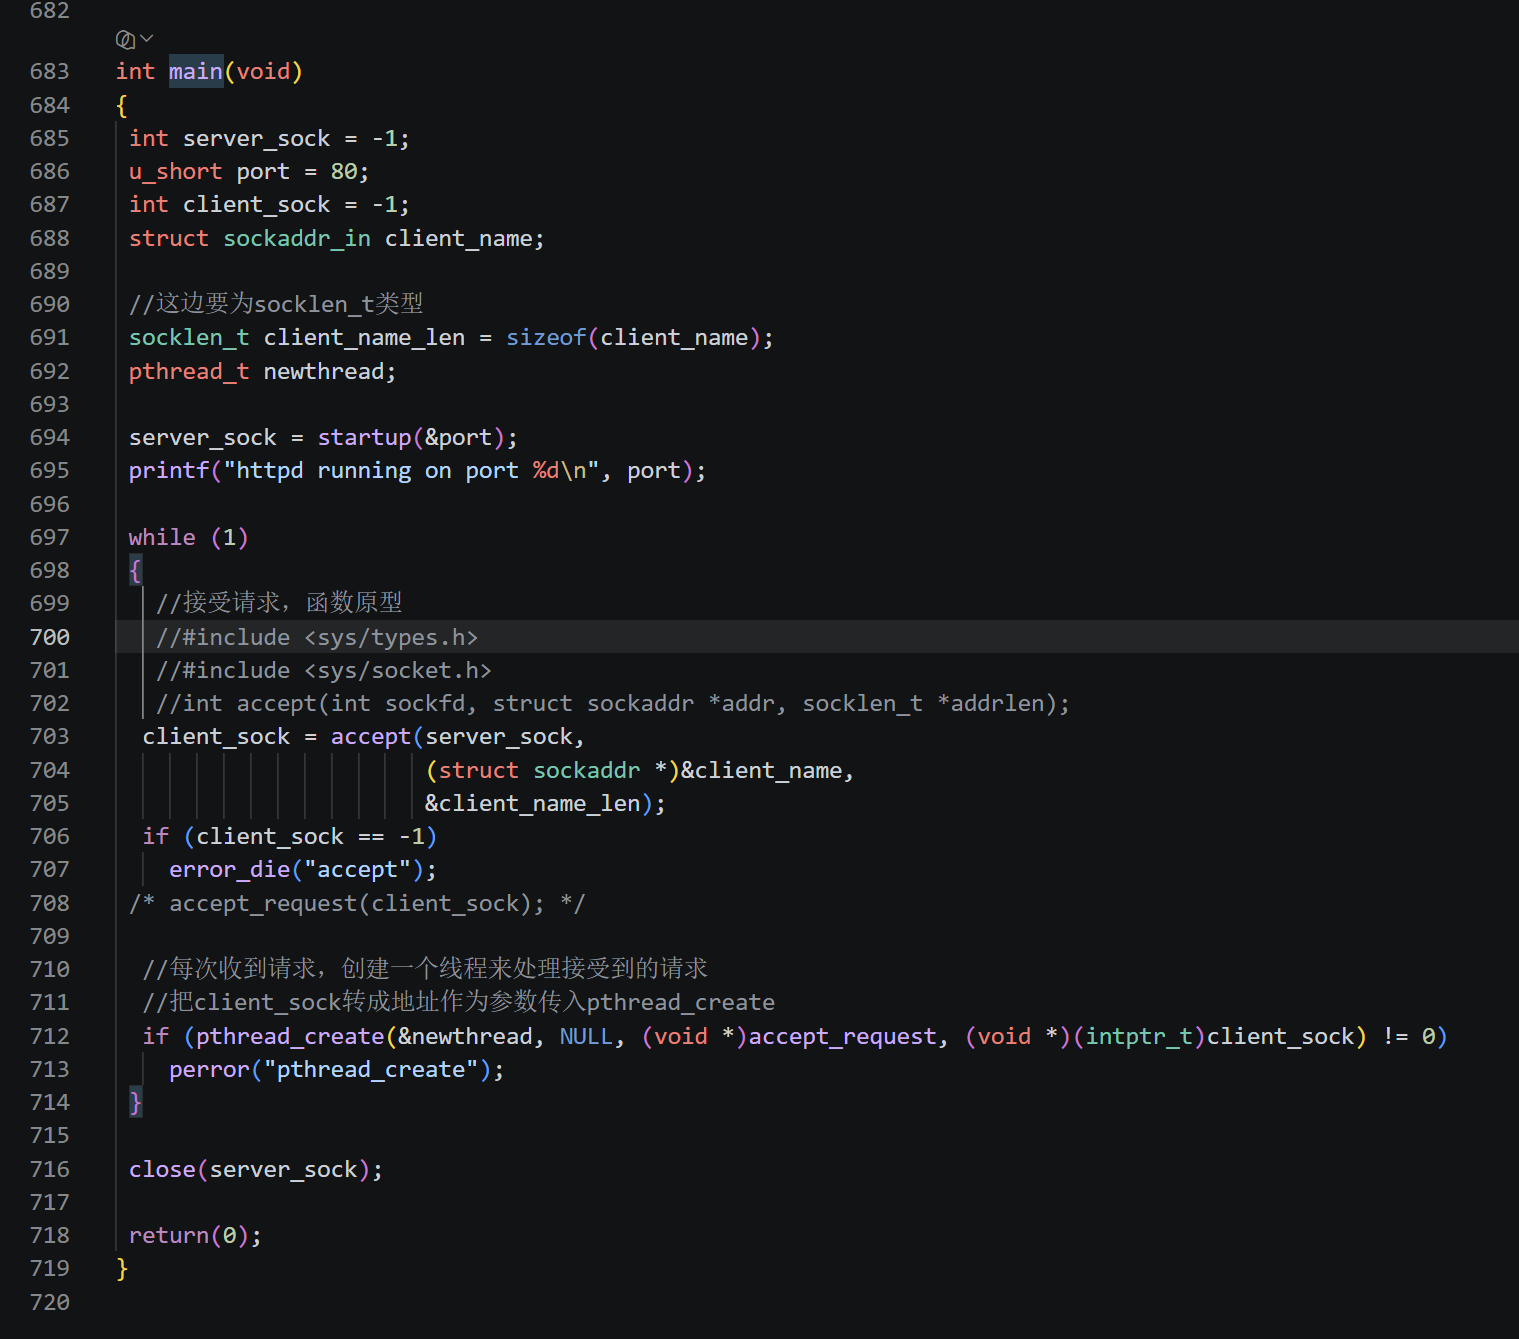 682
683 int main(void)
684 {
685 int server_sock = -1;
686 u_short port = 80;
687 int client_sock = -1;
688 struct sockaddr_in client_name;
689
690 //这边要为socklen_t类型
691 socklen_t client_name_len = sizeof(client_name);
692 pthread_t newthread;
693
694 server_sock = startup(&port);
695 printf("httpd running on port %d\n", port);
696
697 while (1)
698 {
699 //接受请求，函数原型
700 //#include <sys/types.h>
701 //#include <sys/socket.h>
702 //int accept(int sockfd, struct sockaddr *addr, socklen_t *addrlen);
703 client_sock = accept(server_sock,
704 (struct sockaddr *)&client_name,
705 &client_name_len);
706 if (client_sock == -1)
707 error_die("accept");
708 /* accept_request(client_sock); */
709
710 //每次收到请求，创建一个线程来处理接受到的请求
711 //把client_sock转成地址作为参数传入pthread_create
712 if (pthread_create(&newthread, NULL, (void *)accept_request, (void *)(intptr_t)client_sock) != 0)
713 perror("pthread_create");
714 }
715
716 close(server_sock);
717
718 return(0);
719 }
720